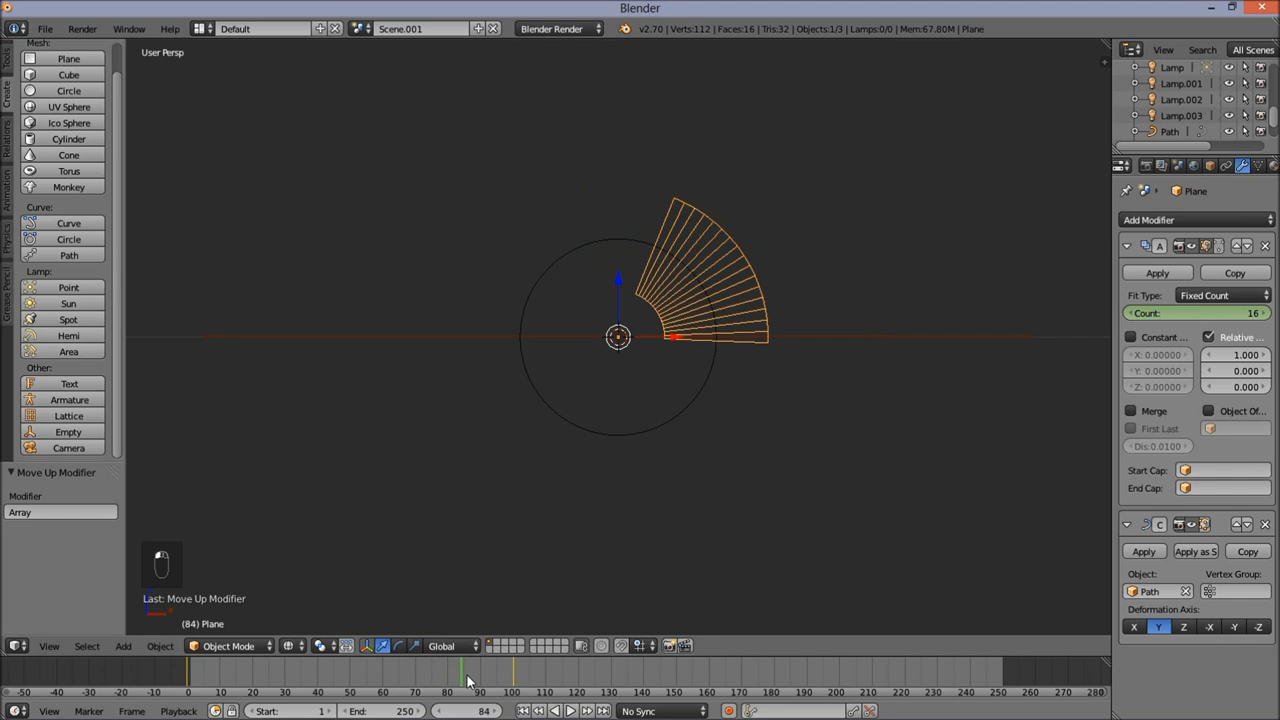 Blender
File Render Window Help Default Scene.001 Blender Render v2.70 | Verts:112 | Faces:16 | Tris:32 | Objects:1/3 | Lamps:0/0 | Mem:67.80M | Plane
Tools
Create
Relations
Animation
Physics
Grease Pencil
Mesh:
Plane
Cube
Circle
UV Sphere
Ico Sphere
Cylinder
Cone
Torus
Monkey
Curve:
Curve
Circle
Path
Lamp:
Point
Sun
Spot
Hemi
Area
Other:
Text
Armature
Lattice
Empty
Camera
Move Up Modifier
Modifier
Array
User Persp
Last: Move Up Modifier
(84) Plane
View Search All Scenes
Lamp
Lamp.001
Lamp.002
Lamp.003
Path
Plane
Add Modifier
A
Apply Copy
Fit Type: Fixed Count
Count: 16
Constant ... Relative ...
X: 0.00000 1.000
Y: 0.00000 0.000
Z: 0.00000 0.000
Merge Object Of...
First Last
Dis:0.0100
Start Cap:
End Cap:
C
Apply Apply as S Copy
Object: Vertex Group:
Path
Deformation Axis:
X Y Z -X -Y -Z
View Select Add Object Object Mode Global
-50 -40 -30 -20 -10 0 10 20 30 40 50 60 70 80 90 100 110 120 130 140 150 160 170 180 190 200 210 220 230 240 250 260 270 280
View Marker Frame Playback Start: 1 End: 250 84 No Sync